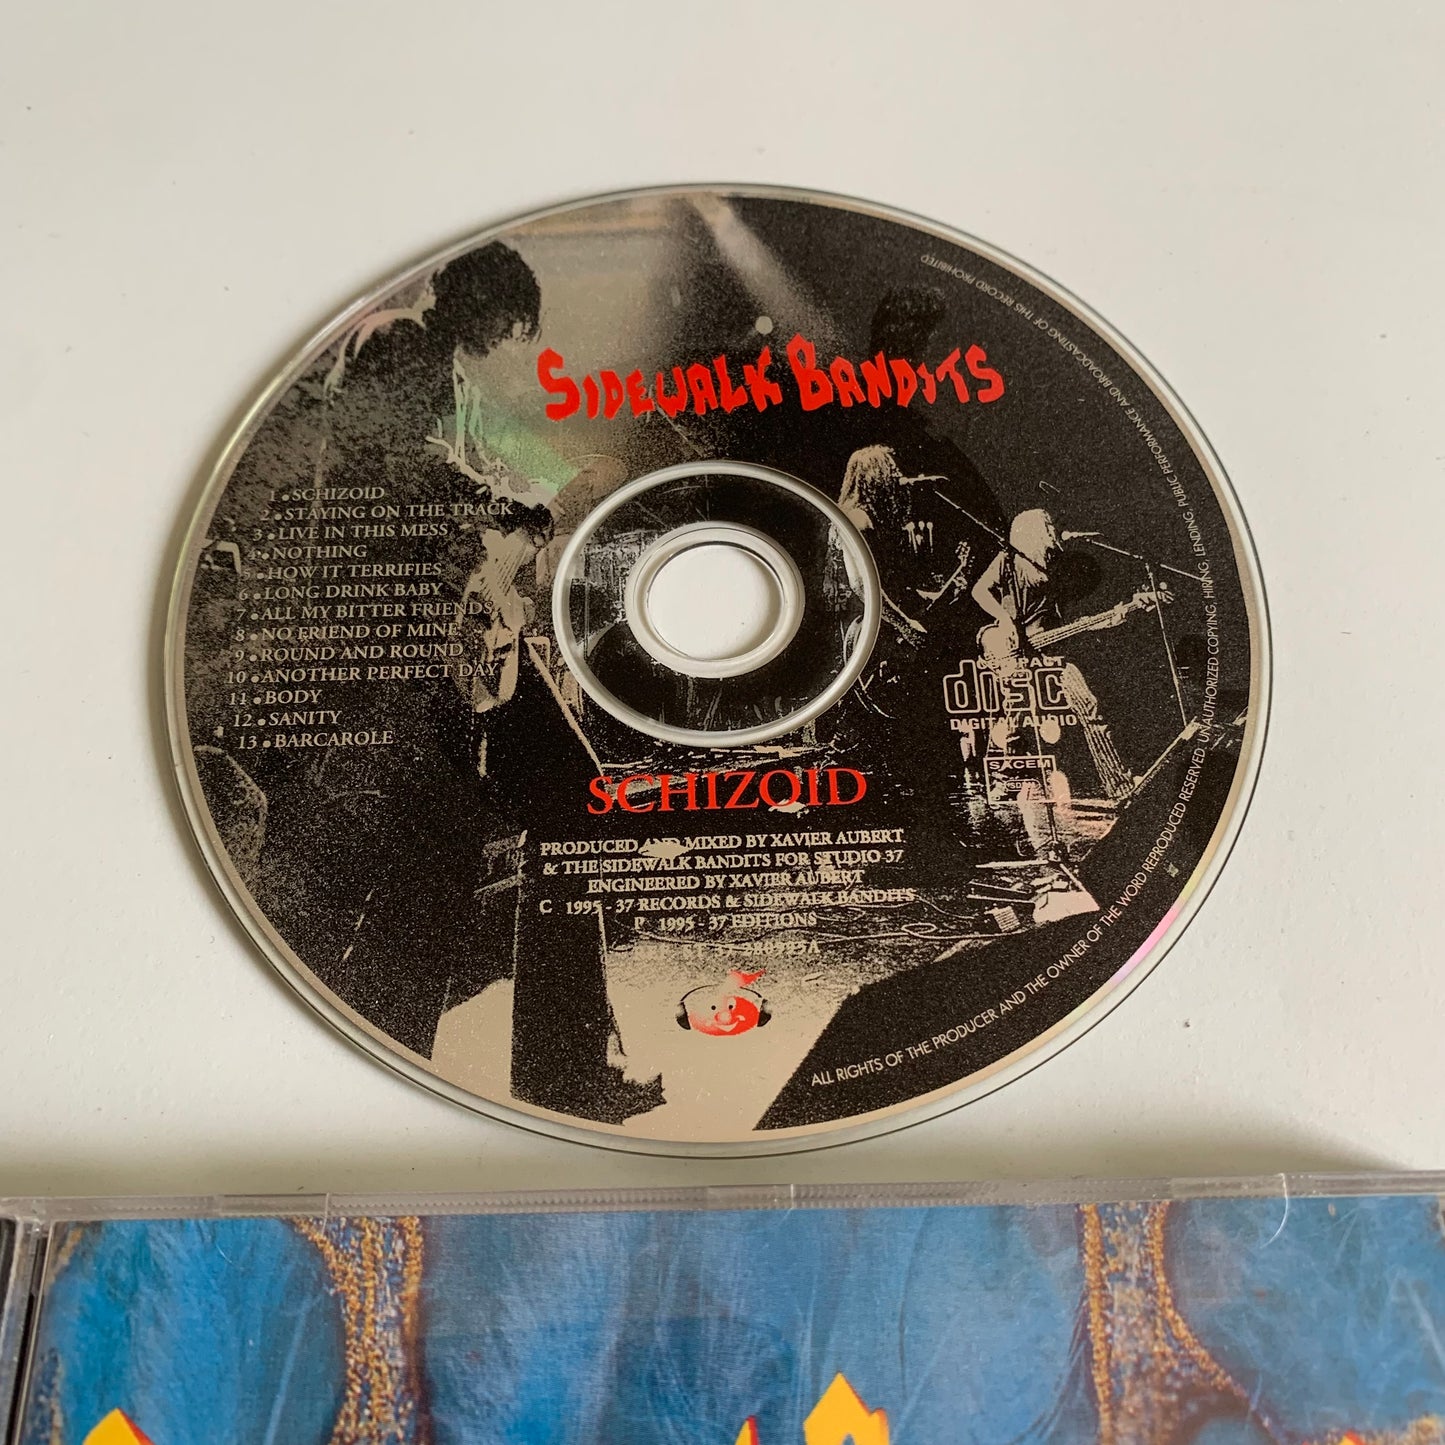 SIDEWALK BANDITS
1 • SCHIZOID
2 • STAYING ON THE TRACK
3 • LIVE IN THIS MESS
4 • NOTHING
5 • HOW IT TERRIFIES
6 • LONG DRINK BABY
7 • ALL MY BITTER FRIENDS
8 • NO FRIEND OF MINE
9 • ROUND AND ROUND
10 • ANOTHER PERFECT DAY
11 • BODY
12 • SANITY
13 • BARCAROLE
COMPACT
disc
DIGITAL AUDIO
SACEM
SCHIZOID
PRODUCED AND MIXED BY XAVIER AUBERT
& THE SIDEWALK BANDITS FOR STUDIO 37
ENGINEERED BY XAVIER AUBERT
C 1995 - 37 RECORDS & SIDEWALK BANDITS
P 1995 - 37 EDITIONS
ALL RIGHTS OF THE PRODUCER AND THE OWNER OF THE WORD REPRODUCED RESERVED. UNAUTHORIZED COPYING, HIRING, LENDING, PUBLIC PERFORMANCE AND BROADCASTING OF THIS RECORD PROHIBITED